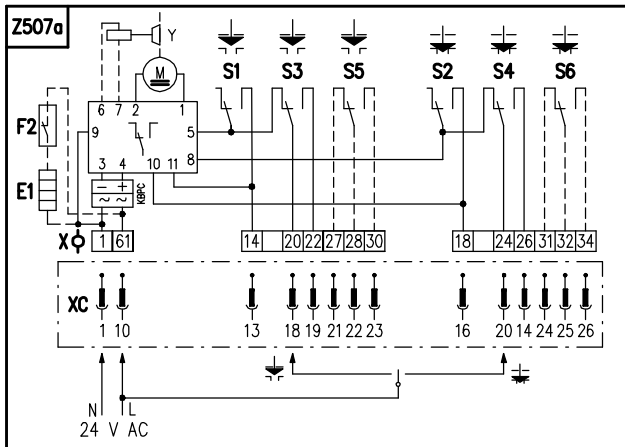 Z507a
Y
M
S1 S3 S5 S2 S4 S6
6 7 2 1
F2
9 5
8
3 4 10 11
E1
− +
~ ~
KBPC
X 1 61 14 20 22 27 28 30 18 24 26 31 32 34
XC
1 10 13 18 19 21 22 23 16 20 14 24 25 26
N L
24 V AC